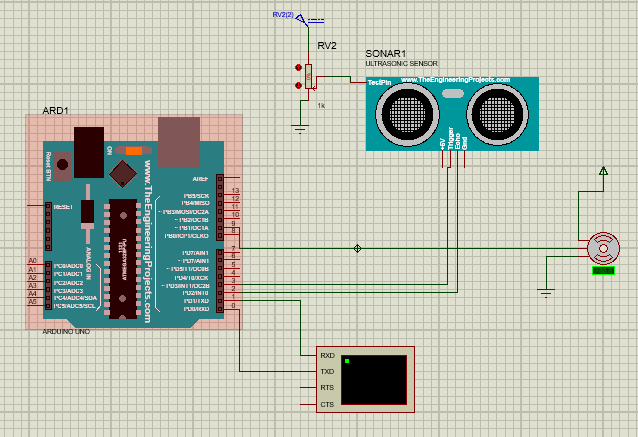 RV2(2)
RV2
1k
SONAR1
ULTRASONIC SENSOR
www.TheEngineeringProjects.com
TestPin
+5V
Trigger
Echo
Gnd
ARD1
ON
Reset BTN
www.TheEngineeringProjects.com
ANALOG IN
AREF
13
PB5/SCK
12
PB4/MISO
11
~ PB3/MOSI/OC2A
10
~ PB2/OC1B
9
~ PB1/OC1A
8
PB0/ICP1/CLKO
7
PD7/AIN1
6
~ PD6/AIN0
5
4
PD4/T0/XCK
3
~ PD3/INT1/OC2B
2
PD2/INT0
1
PD1/TXD
0
PD0/RXD
RESET
A0
PC0/ADC0
A1
PC1/ADC1
A2
PC2/ADC2
A3
PC3/ADC3
A4
PC4/ADC4/SDA
A5
PC5/ADC5/SCL
ARDUINO UNO
RXD
TXD
RTS
CTS